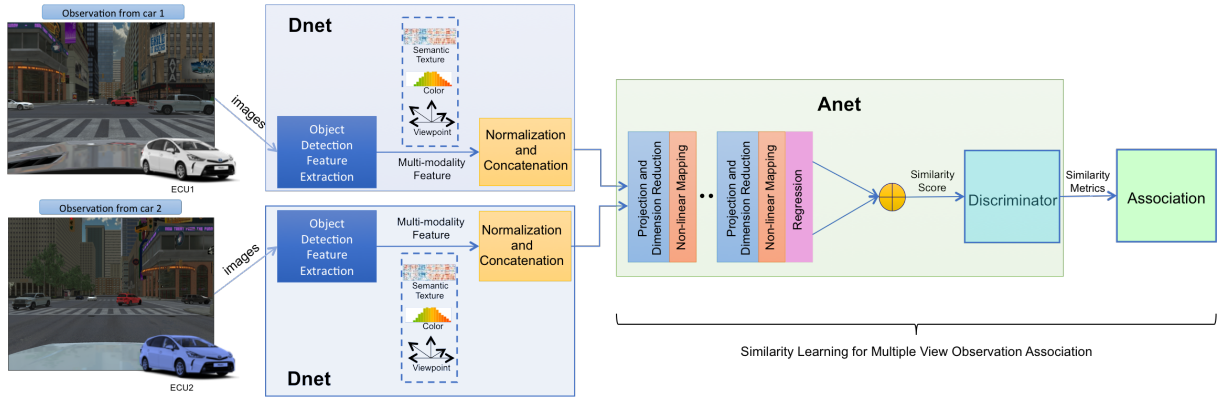 Observation from car 1
ECU1
images
Dnet
Semantic
Texture
Color
Viewpoint
Object
Detection
Feature
Extraction
Multi-modality
Feature
Normalization
and
Concatenation
Observation from car 2
ECU2
images
Object
Detection
Feature
Extraction
Multi-modality
Feature
Normalization
and
Concatenation
Semantic
Texture
Color
Viewpoint
Dnet
Anet
Projection and
Dimension Reduction
Non-linear Mapping
Projection and
Dimension Reduction
Non-linear Mapping
Regression
Similarity
Score
Discriminator
Similarity
Metrics
Association
Similarity Learning for Multiple View Observation Association